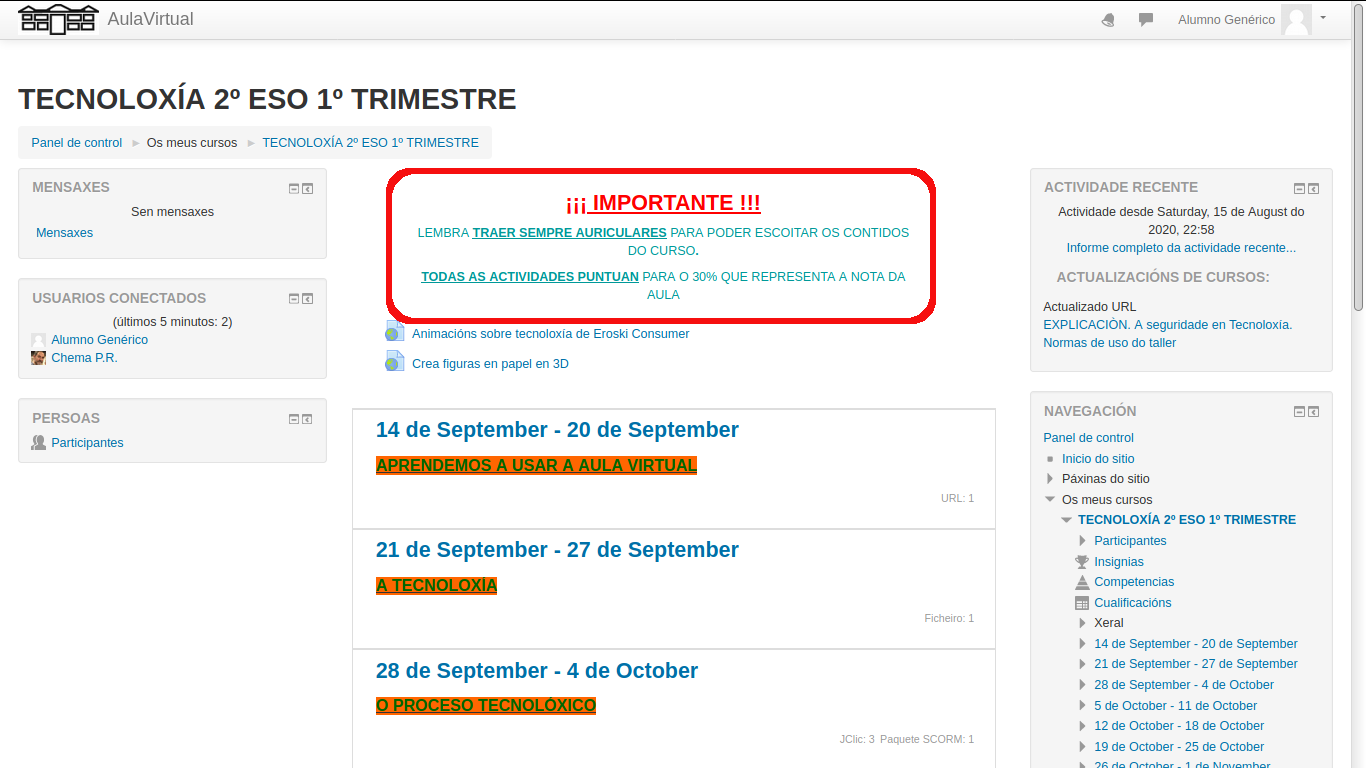 AulaVirtual
Alumno Genérico
TECNOLOXÍA 2º ESO 1º TRIMESTRE
Panel de control
Os meus cursos
TECNOLOXÍA 2º ESO 1º TRIMESTRE
MENSAXES
Sen mensaxes
Mensaxes
USUARIOS CONECTADOS
(últimos 5 minutos: 2)
Alumno Genérico
Chema P.R.
PERSOAS
Participantes
¡¡¡ IMPORTANTE !!!
LEMBRA TRAER SEMPRE AURICULARES PARA PODER ESCOITAR OS CONTIDOS
DO CURSO.
TODAS AS ACTIVIDADES PUNTUAN PARA O 30% QUE REPRESENTA A NOTA DA
AULA
Animacións sobre tecnoloxía de Eroski Consumer
Crea figuras en papel en 3D
14 de September - 20 de September
APRENDEMOS A USAR A AULA VIRTUAL
URL: 1
21 de September - 27 de September
A TECNOLOXÍA
Ficheiro: 1
28 de September - 4 de October
O PROCESO TECNOLÓXICO
JClic: 3 Paquete SCORM: 1
ACTIVIDADE RECENTE
Actividade desde Saturday, 15 de August do
2020, 22:58
Informe completo da actividade recente...
ACTUALIZACIÓNS DE CURSOS:
Actualizado URL
EXPLICACIÒN. A seguridade en Tecnoloxía.
Normas de uso do taller
NAVEGACIÓN
Panel de control
Inicio do sitio
Páxinas do sitio
Os meus cursos
TECNOLOXÍA 2º ESO 1º TRIMESTRE
Participantes
Insignias
Competencias
Cualificacións
Xeral
14 de September - 20 de September
21 de September - 27 de September
28 de September - 4 de October
5 de October - 11 de October
12 de October - 18 de October
19 de October - 25 de October
26 de October - 1 de November